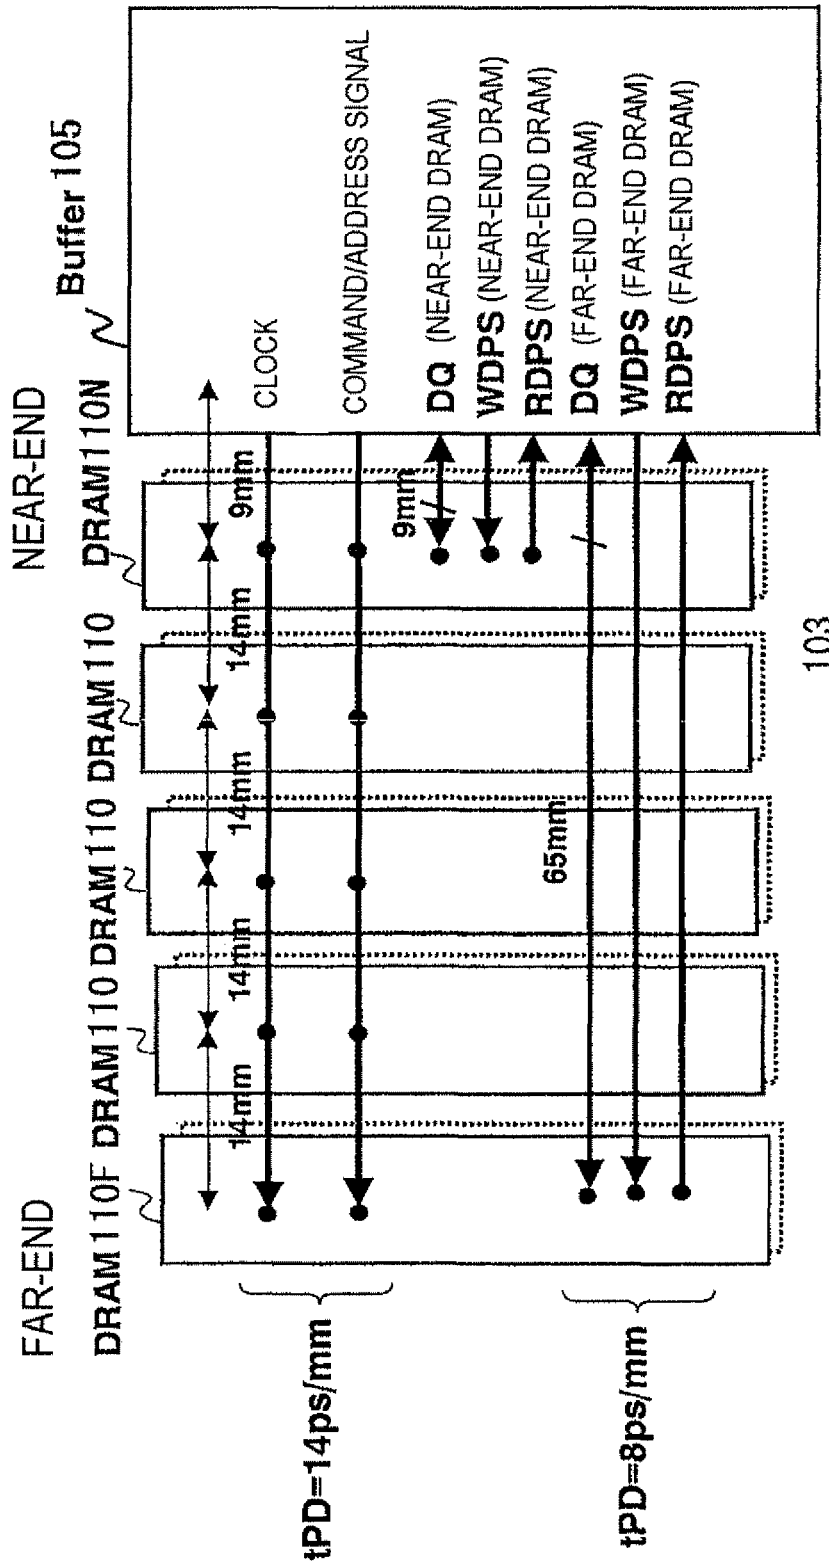 FAR-END
NEAR-END
DRAM110F DRAM110 DRAM110 DRAM110 DRAM110N
Buffer 105
14mm
14mm
14mm
14mm
9mm
CLOCK
COMMAND/ADDRESS SIGNAL
tPD=14ps/mm
9mm
DQ (NEAR-END DRAM)
WDPS (NEAR-END DRAM)
RDPS (NEAR-END DRAM)
65mm
DQ (FAR-END DRAM)
WDPS (FAR-END DRAM)
RDPS (FAR-END DRAM)
tPD=8ps/mm
103